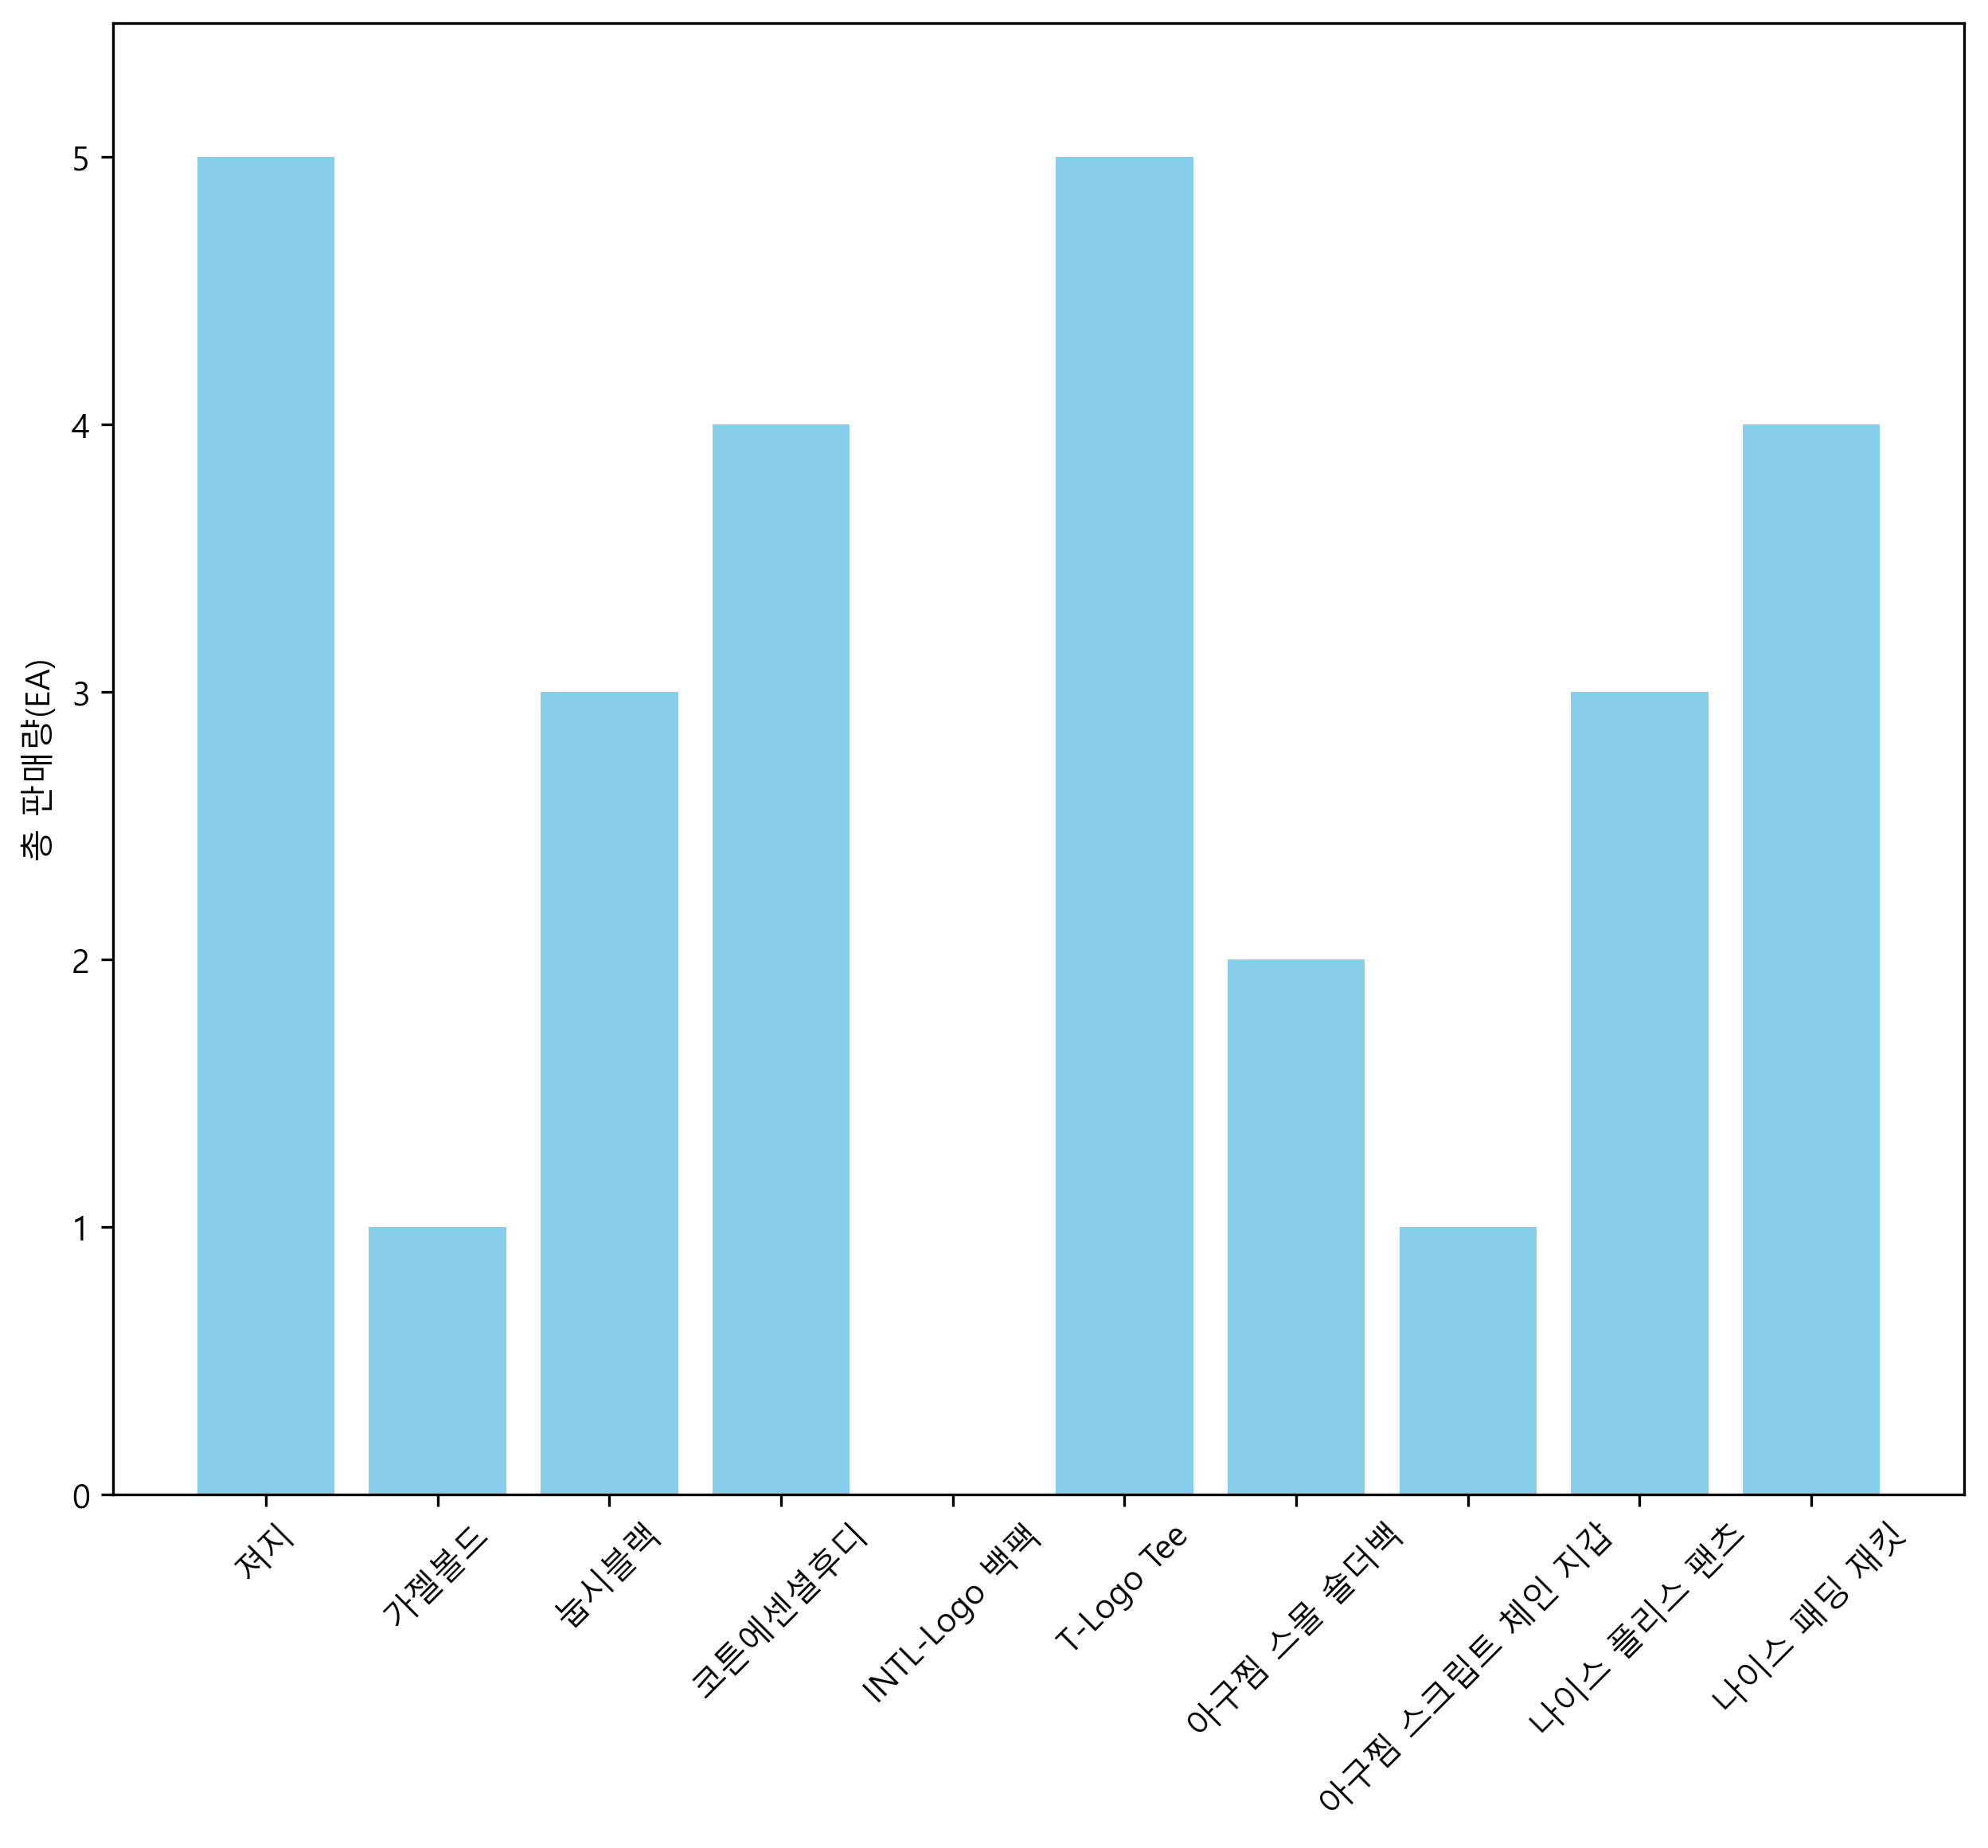 총 판매량(EA)
5
4
3
2
1
0
져지
가젤볼드
눕시블랙
코튼에센셜후디
INTL-Logo 백팩
T-Logo Tee
아구찜 스몰 숄더백
아구찜 스크립트 체인 지갑
나이스 플리스 팬츠
나이스 패딩 재킷